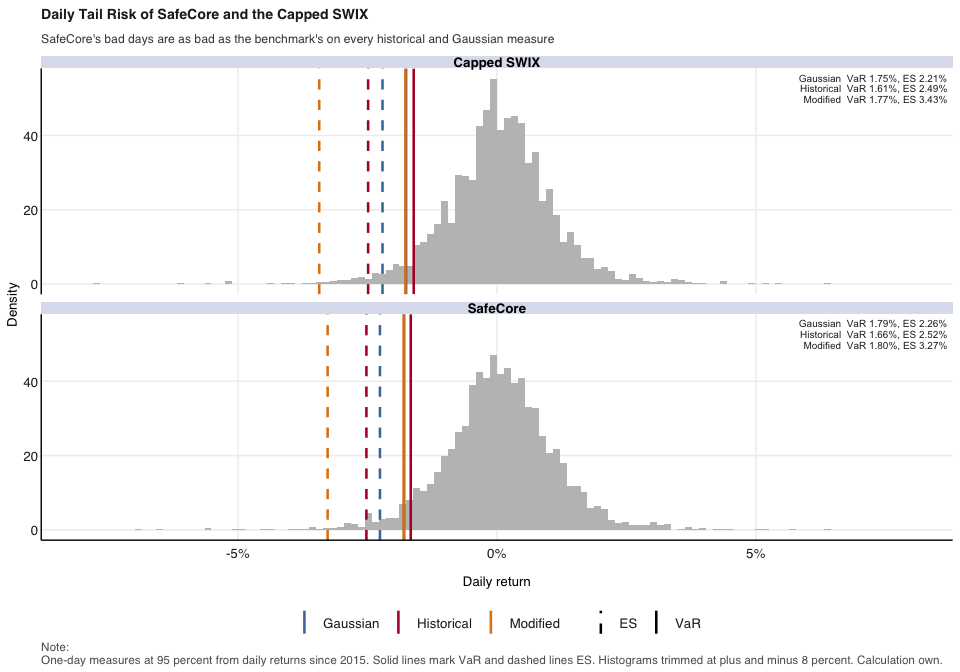 Daily Tail Risk of SafeCore and the Capped SWIX
SafeCore's bad days are as bad as the benchmark's on every historical and Gaussian measure
Capped SWIX
Gaussian VaR 1.75%, ES 2.21%
Historical VaR 1.61%, ES 2.49%
Modified VaR 1.77%, ES 3.43%
40
20
0
SafeCore
Gaussian VaR 1.79%, ES 2.26%
Historical VaR 1.66%, ES 2.52%
Modified VaR 1.80%, ES 3.27%
40
20
0
Density
-5% 0% 5%
Daily return
Gaussian Historical Modified ES VaR
Note:
One-day measures at 95 percent from daily returns since 2015. Solid lines mark VaR and dashed lines ES. Histograms trimmed at plus and minus 8 percent. Calculation own.